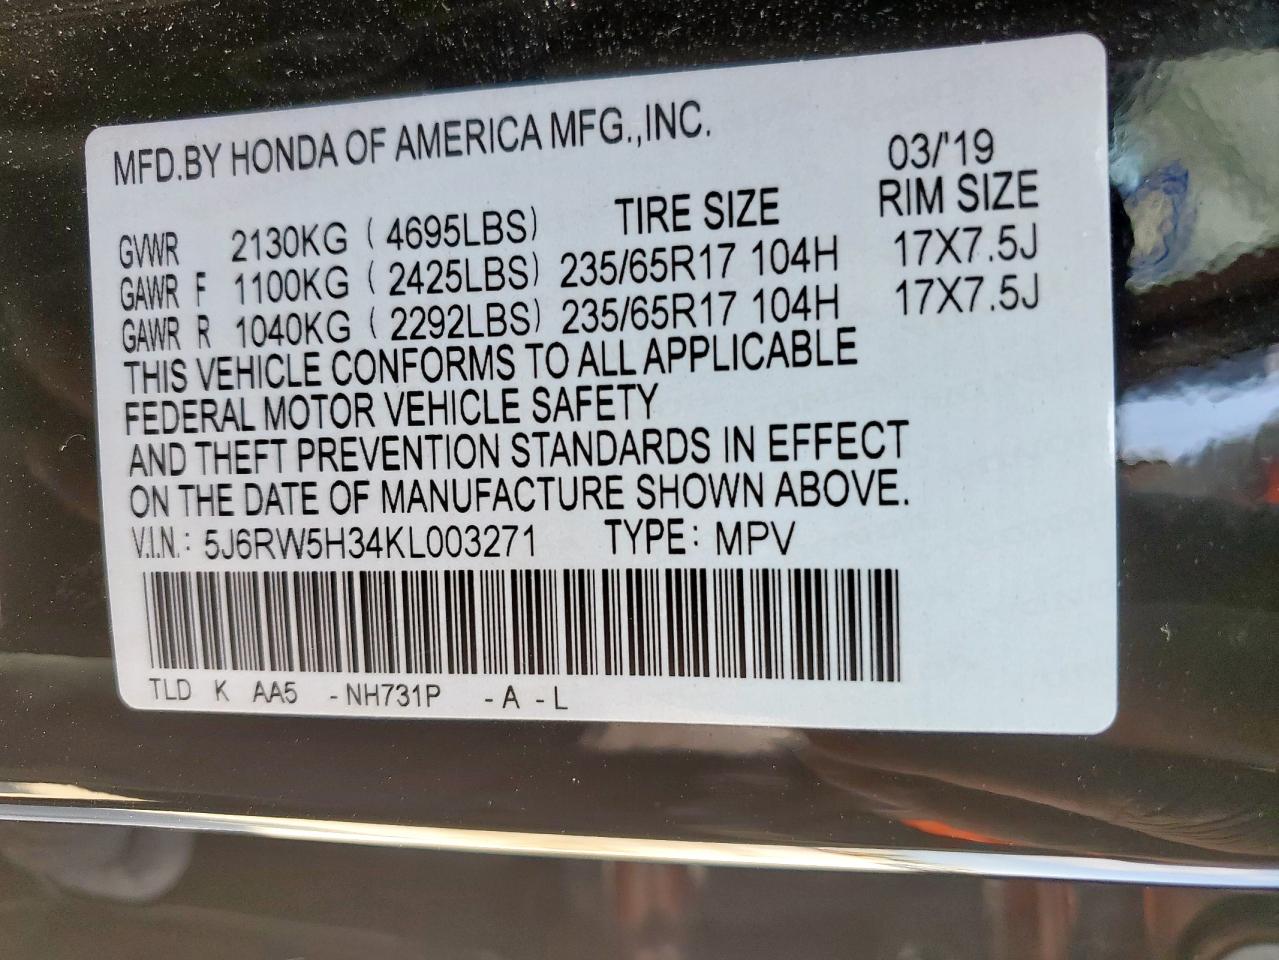 MFD.BY HONDA OF AMERICA MFG.,INC. 03/'19
TIRE SIZE RIM SIZE
GVWR 2130KG ( 4695LBS)
GAWR F 1100KG ( 2425LBS) 235/65R17 104H 17X7.5J
GAWR R 1040KG ( 2292LBS) 235/65R17 104H 17X7.5J
THIS VEHICLE CONFORMS TO ALL APPLICABLE
FEDERAL MOTOR VEHICLE SAFETY
AND THEFT PREVENTION STANDARDS IN EFFECT
ON THE DATE OF MANUFACTURE SHOWN ABOVE.
V.I.N.: 5J6RW5H34KL003271 TYPE: MPV
TLD K AA5 -NH731P -A -L